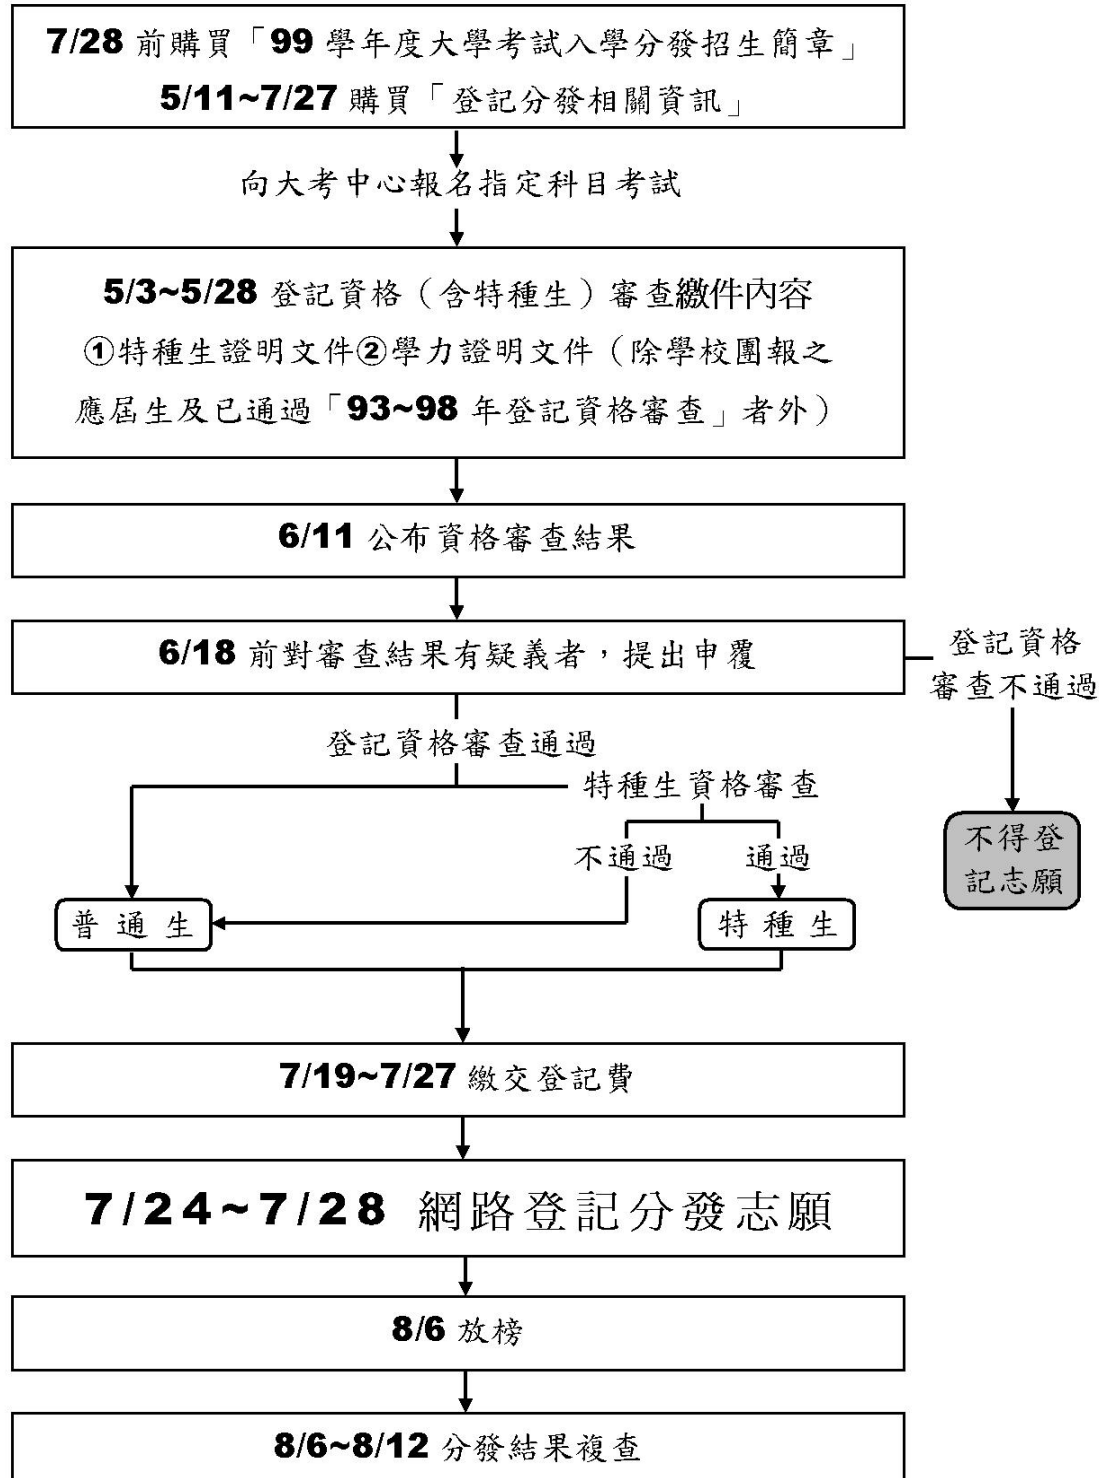 7/28 前購買「99 學年度大學考試入學分發招生簡章」
5/11~7/27 購買「登記分發相關資訊」
向大考中心報名指定科目考試
5/3~5/28 登記資格（含特種生）審查繳件內容
①特種生證明文件②學力證明文件（除學校團報之
應屆生及已通過「93~98 年登記資格審查」者外）
6/11 公布資格審查結果
6/18 前對審查結果有疑義者，提出申覆
登記資格
審查不通過
登記資格審查通過
特種生資格審查
不通過
通過
不得登
記志願
普通生
特種生
7/19~7/27 繳交登記費
7/24~7/28 網路登記分發志願
8/6 放榜
8/6~8/12 分發結果複查